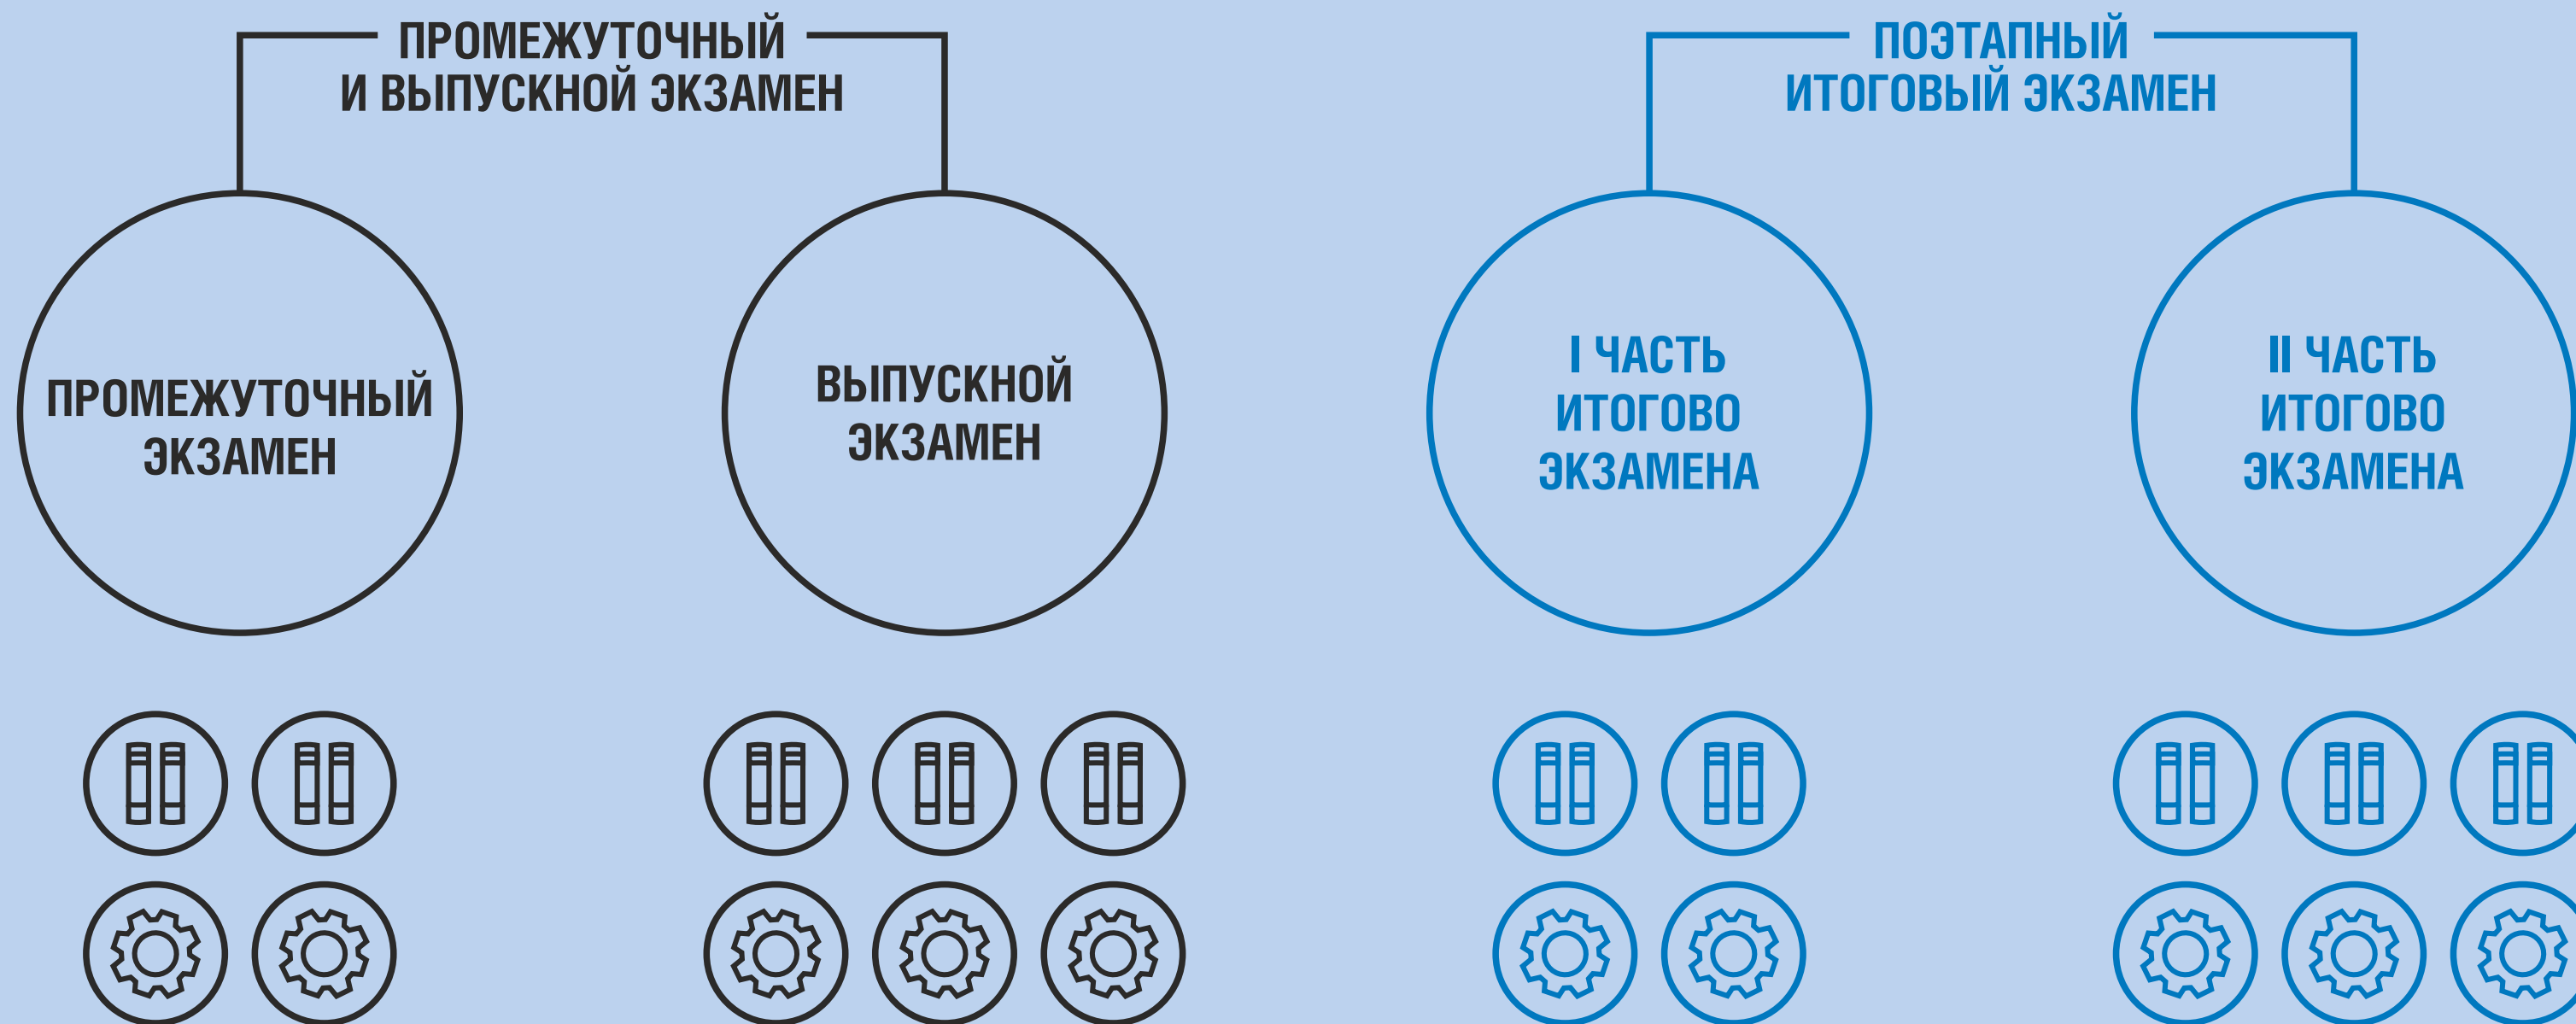 ПРОМЕЖУТОЧНЫЙ
И ВЫПУСКНОЙ ЭКЗАМЕН
ПОЭТАПНЫЙ
ИТОГОВЫЙ ЭКЗАМЕН
ПРОМЕЖУТОЧНЫЙ
ЭКЗАМЕН
ВЫПУСКНОЙ
ЭКЗАМЕН
I ЧАСТЬ
ИТОГОВО
ЭКЗАМЕНА
II ЧАСТЬ
ИТОГОВО
ЭКЗАМЕНА